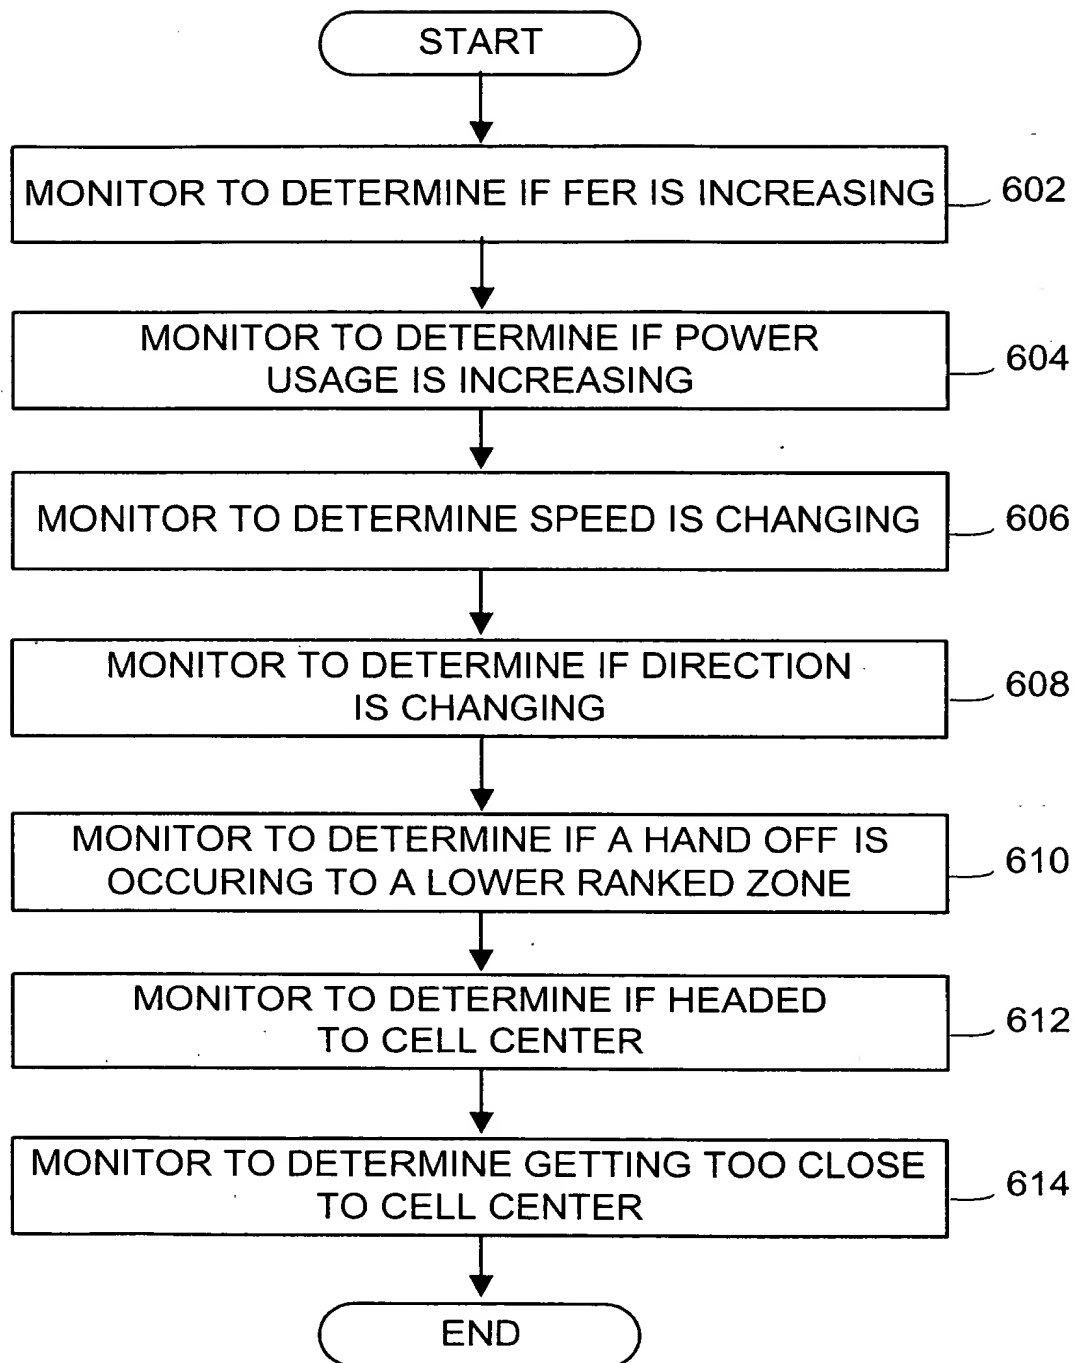 START
MONITOR TO DETERMINE IF FER IS INCREASING
602
MONITOR TO DETERMINE IF POWER
USAGE IS INCREASING
604
MONITOR TO DETERMINE SPEED IS CHANGING
606
MONITOR TO DETERMINE IF DIRECTION
IS CHANGING
608
MONITOR TO DETERMINE IF A HAND OFF IS
OCCURING TO A LOWER RANKED ZONE
610
MONITOR TO DETERMINE IF HEADED
TO CELL CENTER
612
MONITOR TO DETERMINE GETTING TOO CLOSE
TO CELL CENTER
614
END